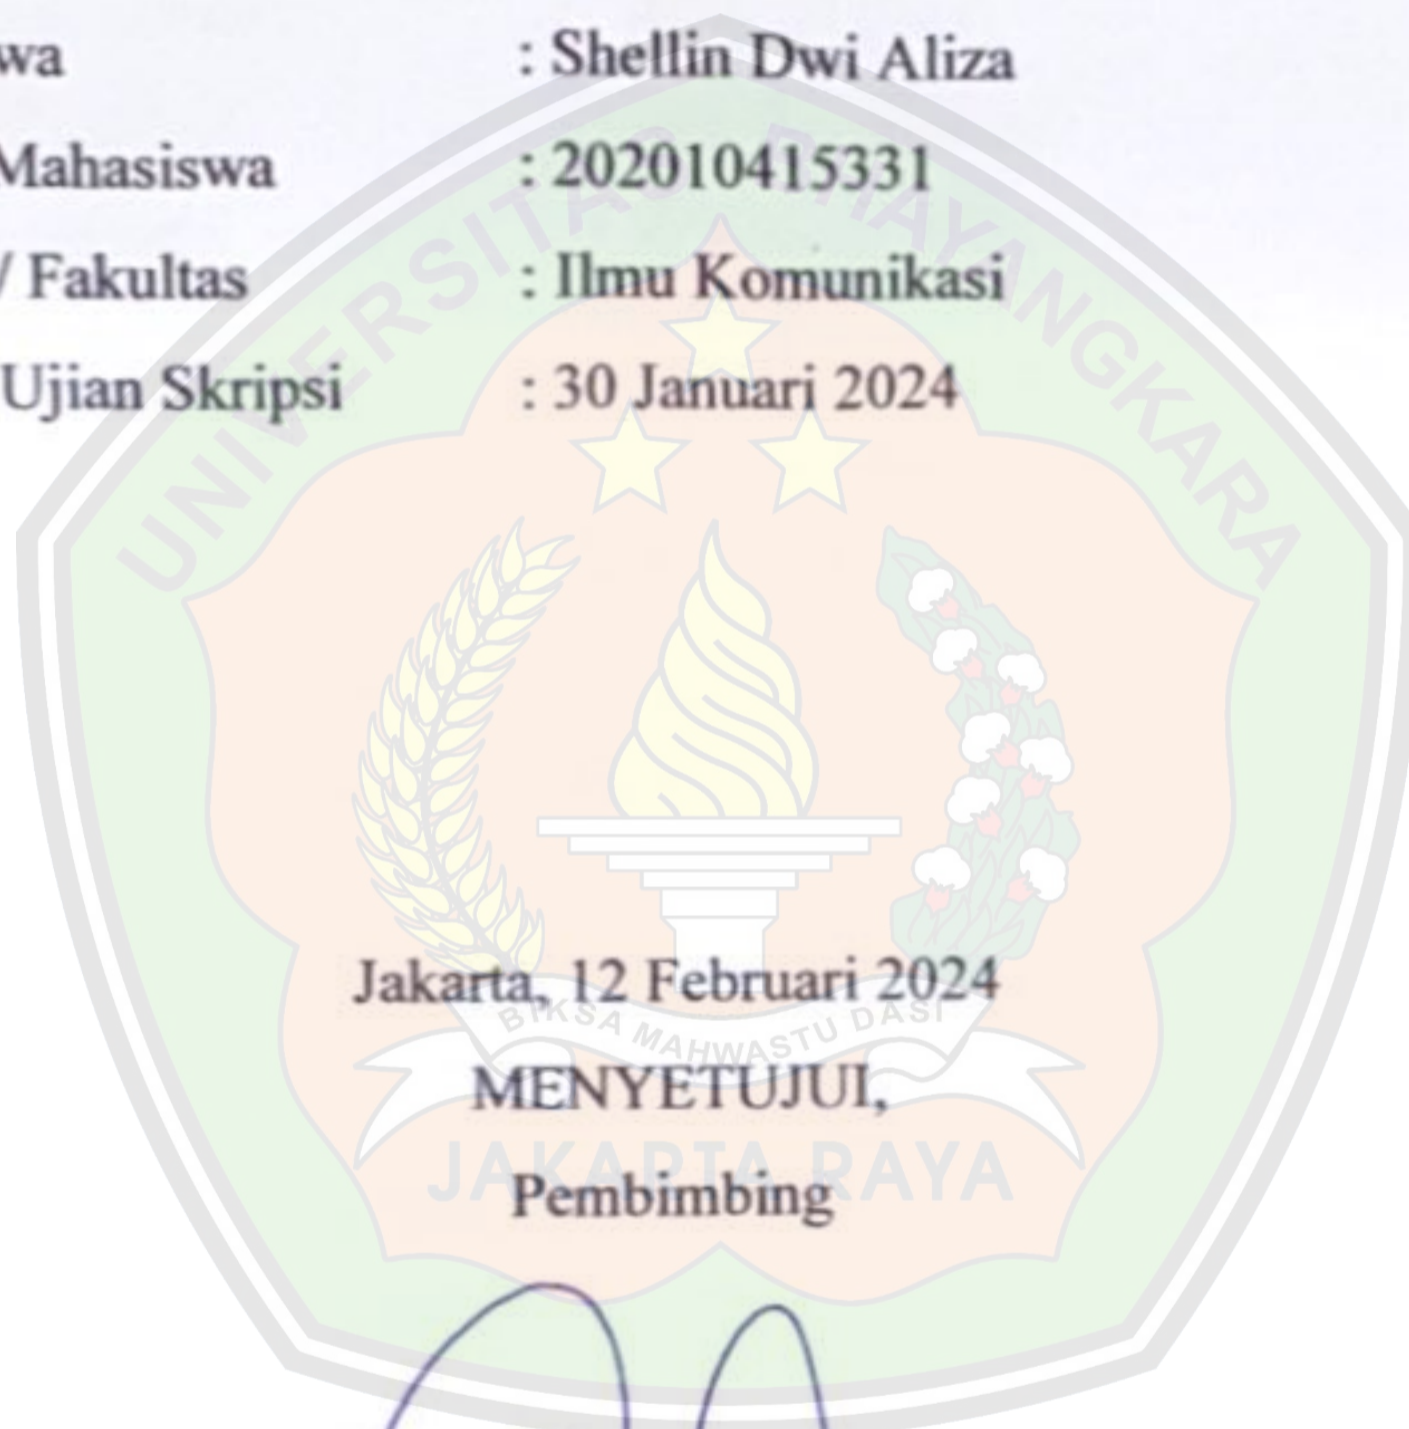 wa : Shellin Dwi Aliza
Mahasiswa : 202010415331
/ Fakultas : Ilmu Komunikasi
Ujian Skripsi : 30 Januari 2024
UNIVERSITAS BHAYANGKARA
Jakarta, 12 Februari 2024
BIKSA MAHWASTU DASI
MENYETUJUI,
JAKARTA RAYA
Pembimbing